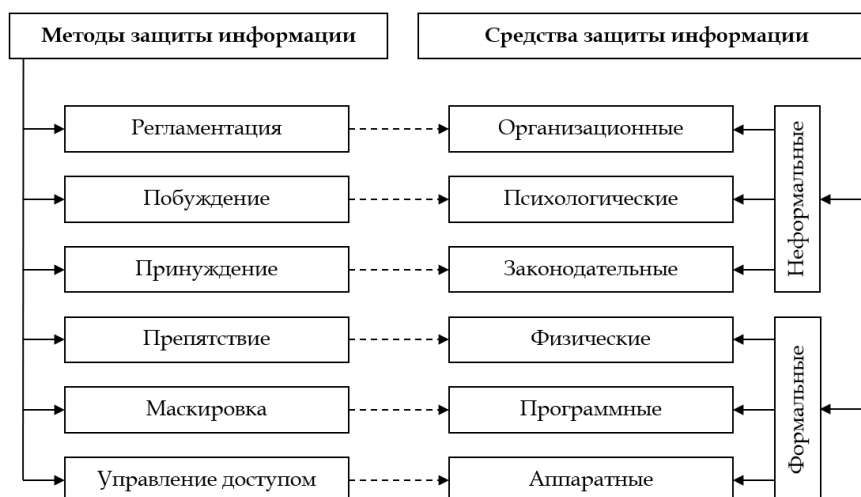 Методы защиты информации
Средства защиты информации
Регламентация
Организационные
Побуждение
Психологические
Принуждение
Законодательные
Неформальные
Препятствие
Физические
Маскировка
Программные
Управление доступом
Аппаратные
Формальные